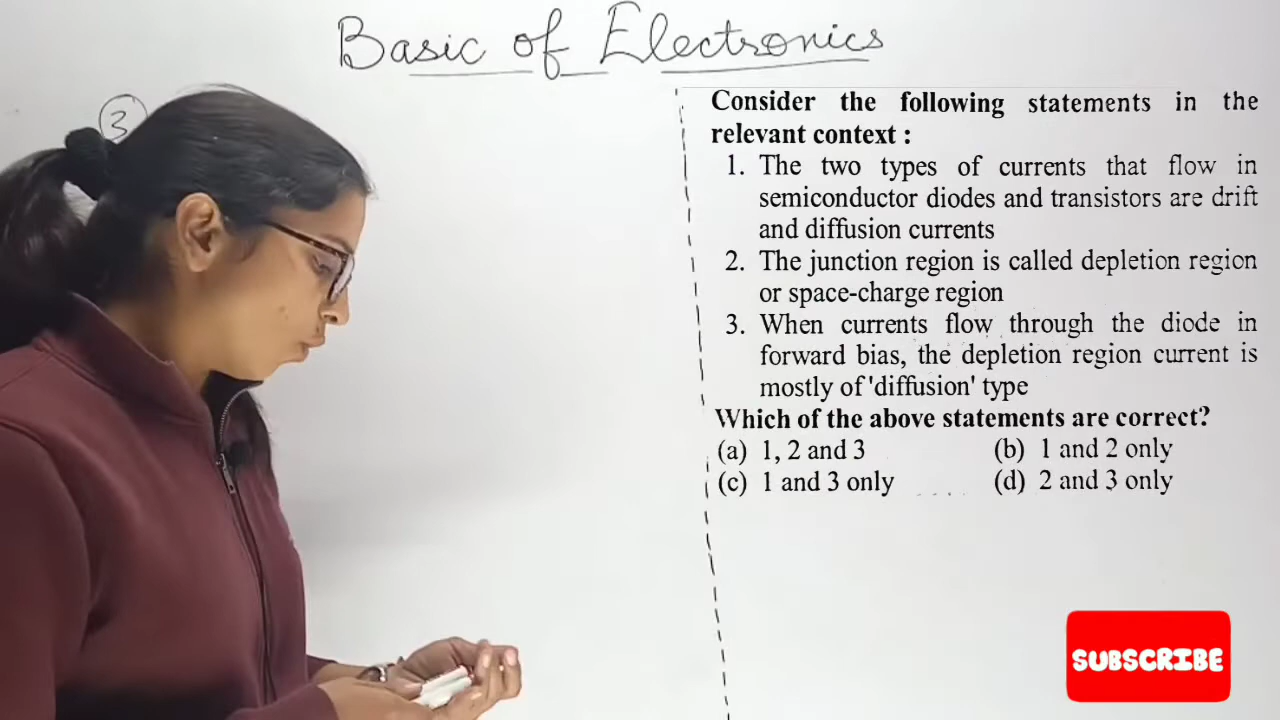 Basic of Electronics
3
Consider the following statements in the
relevant context :
1. The two types of currents that flow in
semiconductor diodes and transistors are drift
and diffusion currents
2. The junction region is called depletion region
or space-charge region
3. When currents flow through the diode in
forward bias, the depletion region current is
mostly of 'diffusion' type
Which of the above statements are correct?
(a) 1, 2 and 3 (b) 1 and 2 only
(c) 1 and 3 only (d) 2 and 3 only
SUBSCRIBE